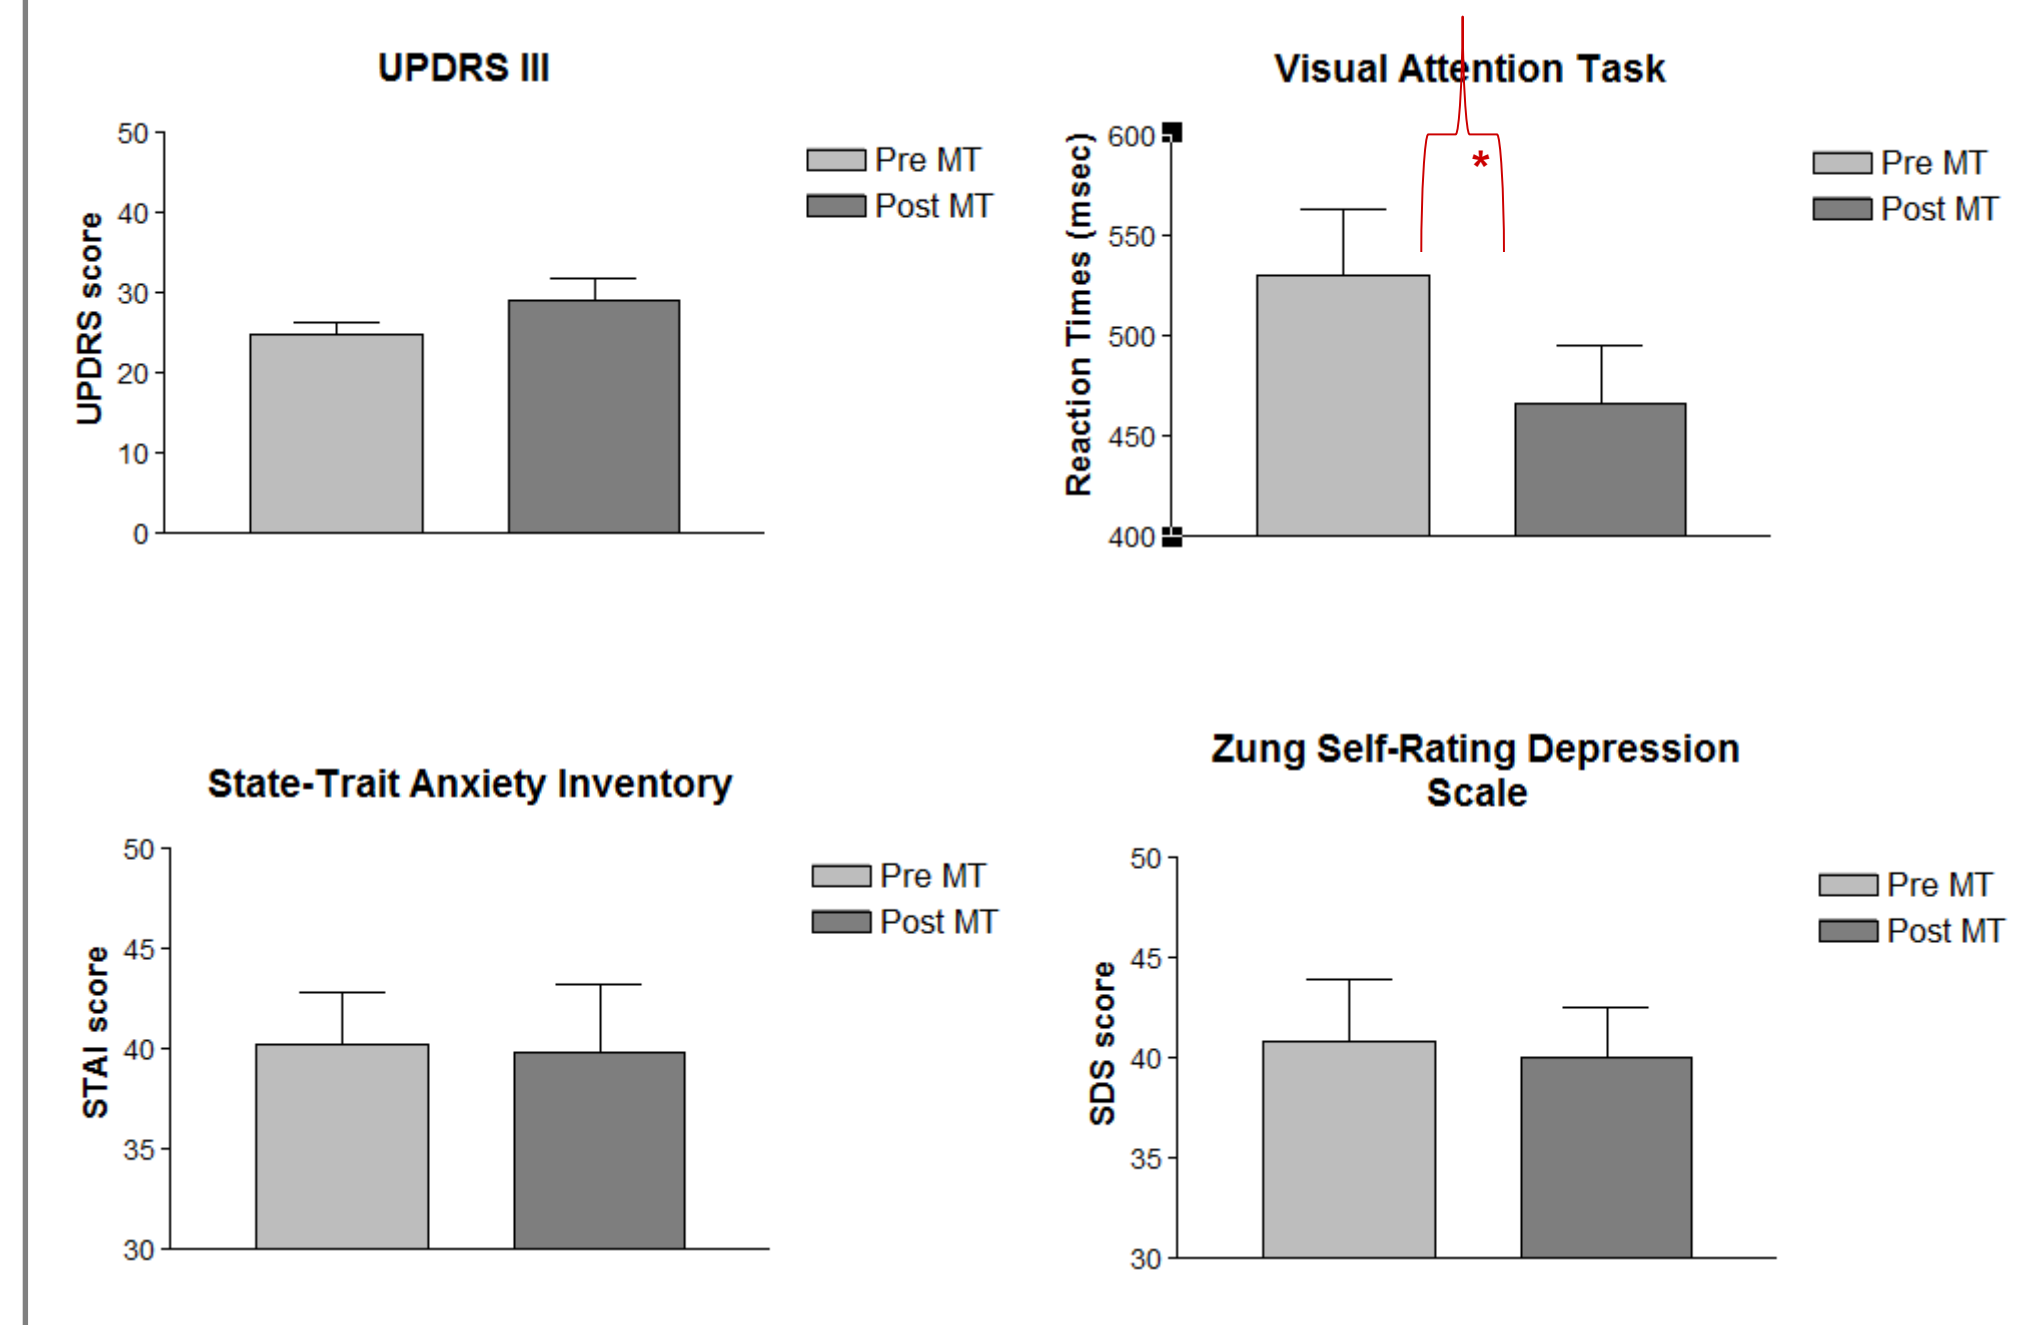 UPDRS III
50
40
30
20
10
0
UPDRS score
Pre MT
Post MT
Visual Attention Task
600
550
500
450
400
Reaction Times (msec)
*
Pre MT
Post MT
State-Trait Anxiety Inventory
50
45
40
35
30
STAI score
Pre MT
Post MT
Zung Self-Rating Depression
Scale
50
45
40
35
30
SDS score
Pre MT
Post MT